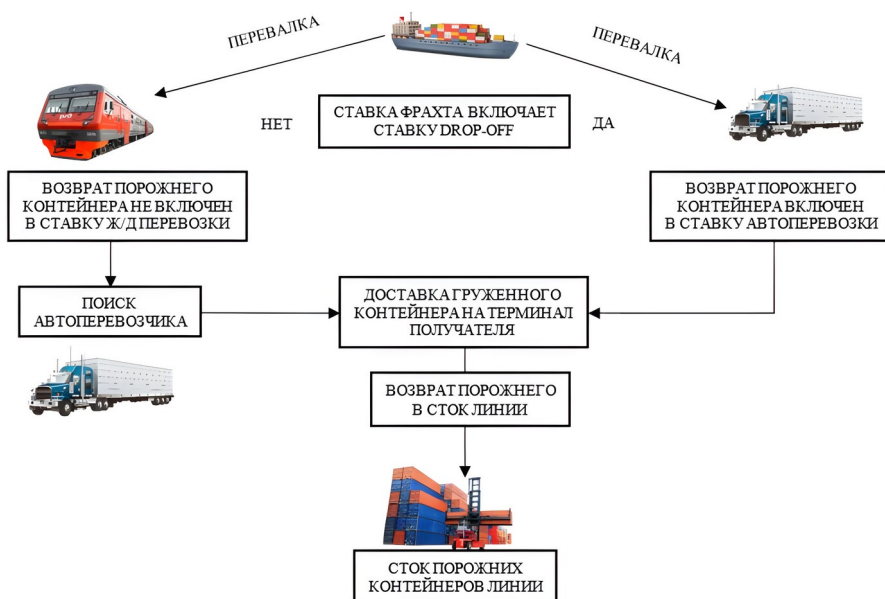 ПЕРЕВАЛКА
ПЕРЕВАЛКА
НЕТ
СТАВКА ФРАХТА ВКЛЮЧАЕТ
СТАВКУ DROP-OFF
ДА
ВОЗВРАТ ПОРОЖНЕГО
КОНТЕЙНЕРА НЕ ВКЛЮЧЕН
В СТАВКУ Ж/Д ПЕРЕВОЗКИ
ВОЗВРАТ ПОРОЖНЕГО
КОНТЕЙНЕРА ВКЛЮЧЕН
В СТАВКУ АВТОПЕРЕВОЗКИ
ПОИСК
АВТОПЕРЕВОЗЧИКА
ДОСТАВКА ГРУЖЕННОГО
КОНТЕЙНЕРА НА ТЕРМИНАЛ
ПОЛУЧАТЕЛЯ
ВОЗВРАТ ПОРОЖНЕГО
В СТОК ЛИНИИ
СТОК ПОРОЖНИХ
КОНТЕЙНЕРОВ ЛИНИИ